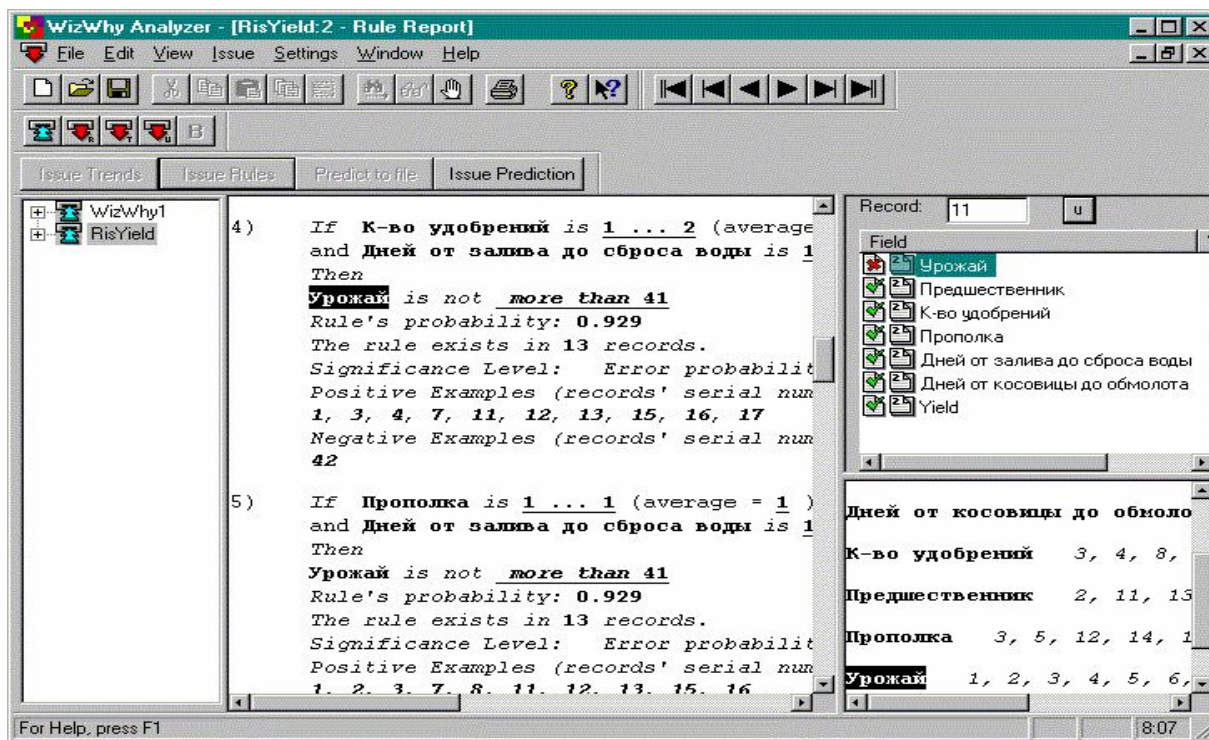 WizWhy Analyzer - [RisYield:2 - Rule Report]
File Edit View Issue Settings Window Help
Issue Trends Issue Rules Predict to file Issue Prediction
WizWhy1
RisYield
4) If К-во удобрений is 1 ... 2 (average
and Дней от залива до сброса воды is 1
Then
Урожай is not more than 41
Rule's probability: 0.929
The rule exists in 13 records.
Significance Level: Error probabilit
Positive Examples (records' serial num
1, 3, 4, 7, 11, 12, 13, 15, 16, 17
Negative Examples (records' serial num
42
5) If Прополка is 1 ... 1 (average = 1 )
and Дней от залива до сброса воды is 1
Then
Урожай is not more than 41
Rule's probability: 0.929
The rule exists in 13 records.
Significance Level: Error probabilit
Positive Examples (records' serial num
1, 2, 3, 7, 8, 11, 12, 13, 15, 16
Record: 11 u
Field
Урожай
Предшественник
К-во удобрений
Прополка
Дней от залива до сброса воды
Дней от косовицы до обмолота
Yield
Дней от косовицы до обмоло
К-во удобрений 3, 4, 8,
Предшественник 2, 11, 13
Прополка 3, 5, 12, 14, 1
Урожай 1, 2, 3, 4, 5, 6,
For Help, press F1
8:07